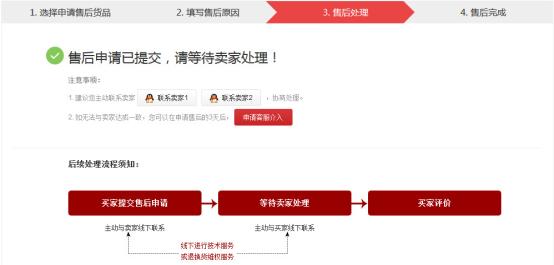 1. 选择申请售后货品
2. 填写售后原因
3. 售后处理
4. 售后完成
售后申请已提交，请等待卖家处理！
注意事项：
1. 建议您主动联系卖家 联系卖家1 联系卖家2 ，协商处理。
2. 如无法与卖家达成一致，您可以在申请售后的3天后， 申请客服介入
后续处理流程须知：
买家提交售后申请
等待卖家处理
买家评价
主动与卖家线下联系
主动与买家线下联系
线下进行技术服务
或退换货维权服务